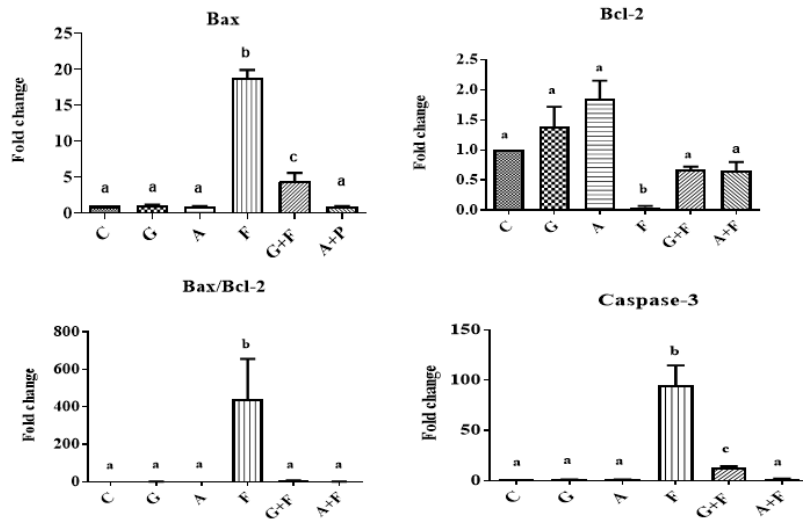 Bax
Fold change
25
20
15
10
5
0
a
a
a
b
c
a
C
G
A
F
G+F
A+P
Bcl-2
Fold change
2.5
2.0
1.5
1.0
0.5
0.0
a
a
a
b
a
a
C
G
A
F
G+F
A+F
Bax/Bcl-2
Fold change
800
600
400
200
0
a
a
a
b
a
a
C
G
A
F
G+F
A+F
Caspase-3
Fold change
150
100
50
0
a
a
a
b
c
a
C
G
A
F
G+F
A+F